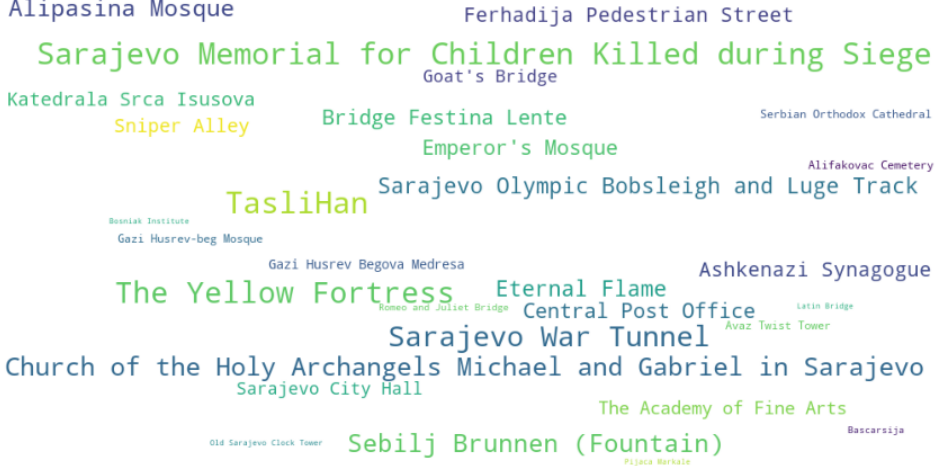 Alipasina Mosque
Ferhadija Pedestrian Street
Sarajevo Memorial for Children Killed during Siege
Goat's Bridge
Katedrala Srca Isusova
Serbian Orthodox Cathedral
Bridge Festina Lente
Sniper Alley
Emperor's Mosque
Alifakovac Cemetery
Sarajevo Olympic Bobsleigh and Luge Track
TasliHan
Bosniak Institute
Gazi Husrev-beg Mosque
Gazi Husrev Begova Medresa
Ashkenazi Synagogue
The Yellow Fortress
Eternal Flame
Romeo and Juliet Bridge
Latin Bridge
Central Post Office
Avaz Twist Tower
Sarajevo War Tunnel
Church of the Holy Archangels Michael and Gabriel in Sarajevo
Sarajevo City Hall
The Academy of Fine Arts
Bascarsija
Old Sarajevo Clock Tower
Sebilj Brunnen (Fountain)
Pijaca Markale